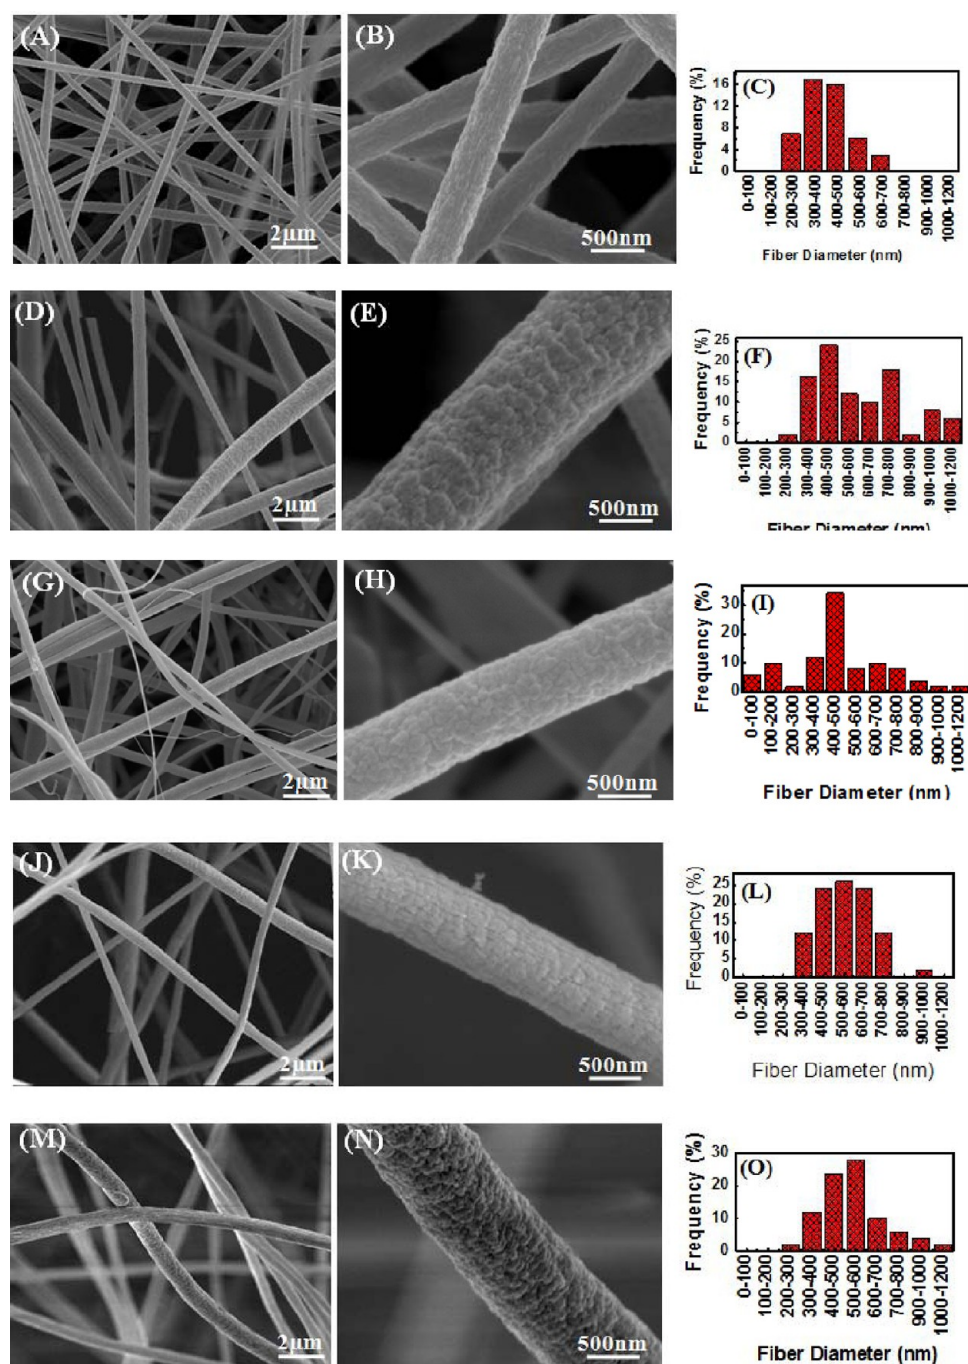 (A)
2μm
(B)
500nm
(C)
Frequency (%)
16
12
8
4
0
0-100
100-200
200-300
300-400
400-500
500-600
600-700
700-800
900-1000
1000-1200
Fiber Diameter (nm)
(D)
2μm
(E)
500nm
(F)
Frequency (%)
25
20
15
10
5
0
0-100
100-200
200-300
300-400
400-500
500-600
600-700
700-800
800-900
900-1000
1000-1200
Fiber Diameter (nm)
(G)
2μm
(H)
500nm
(I)
Frequency (%)
30
20
10
0
0-100
100-200
200-300
300-400
400-500
500-600
600-700
700-800
800-900
900-1000
1000-1200
Fiber Diameter (nm)
(J)
2μm
(K)
500nm
(L)
Frequency (%)
25
20
15
10
5
0
0-100
100-200
200-300
300-400
400-500
500-600
600-700
700-800
800-900
900-1000
1000-1200
Fiber Diameter (nm)
(M)
2μm
(N)
500nm
(O)
Frequency (%)
30
20
10
0
0-100
100-200
200-300
300-400
400-500
500-600
600-700
700-800
900-1000
1000-1200
Fiber Diameter (nm)